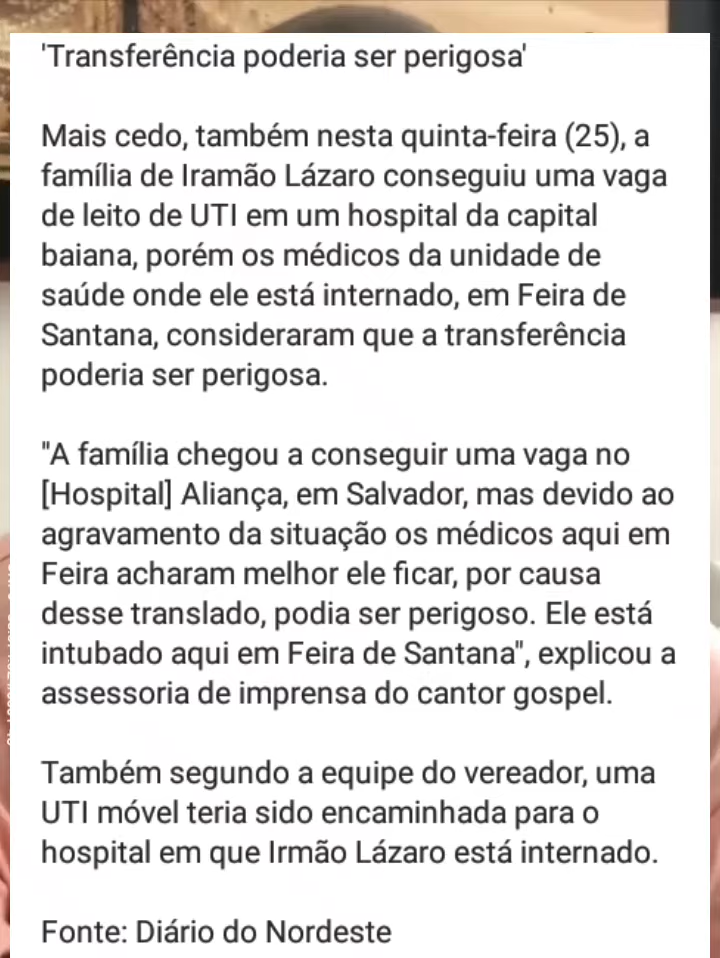 'Transferência poderia ser perigosa'
Mais cedo, também nesta quinta-feira (25), a
família de Iramão Lázaro conseguiu uma vaga
de leito de UTI em um hospital da capital
baiana, porém os médicos da unidade de
saúde onde ele está internado, em Feira de
Santana, consideraram que a transferência
poderia ser perigosa.
"A família chegou a conseguir uma vaga no
[Hospital] Aliança, em Salvador, mas devido ao
agravamento da situação os médicos aqui em
Feira acharam melhor ele ficar, por causa
desse translado, podia ser perigoso. Ele está
intubado aqui em Feira de Santana", explicou a
assessoria de imprensa do cantor gospel.
Também segundo a equipe do vereador, uma
UTI móvel teria sido encaminhada para o
hospital em que Irmão Lázaro está internado.
Fonte: Diário do Nordeste